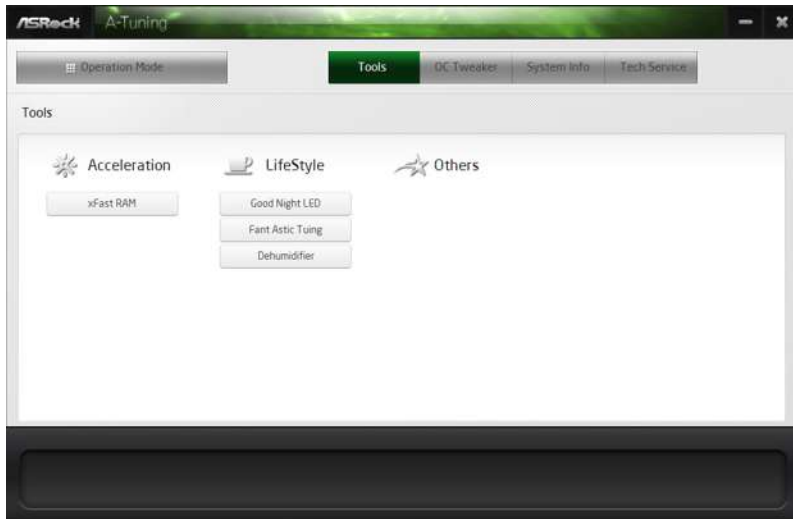 ASRock A-Tuning
Operation Mode
Tools OC Tweaker System Info Tech Service
Tools
Acceleration LifeStyle Others
xFast RAM Good Night LED
Fant Astic Tuing
Dehumidifier